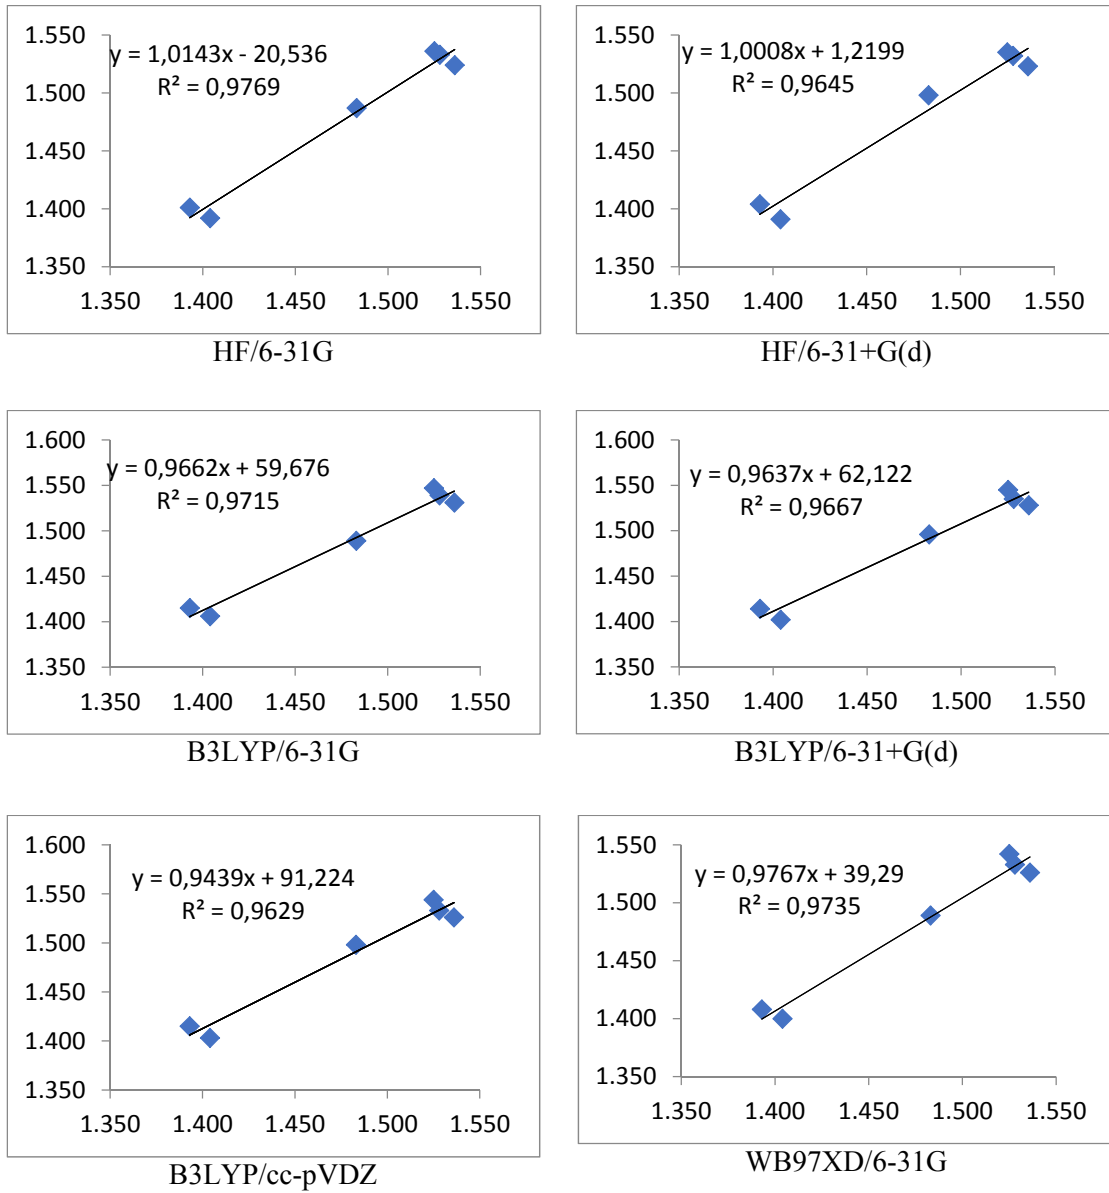 1.550
1.500
1.450
1.400
1.350
y = 1,0143x - 20,536
R² = 0,9769
1.350 1.400 1.450 1.500 1.550
HF/6-31G
1.550
1.500
1.450
1.400
1.350
y = 1,0008x + 1,2199
R² = 0,9645
1.350 1.400 1.450 1.500 1.550
HF/6-31+G(d)
1.600
1.550
1.500
1.450
1.400
1.350
y = 0,9662x + 59,676
R² = 0,9715
1.350 1.400 1.450 1.500 1.550
B3LYP/6-31G
1.600
1.550
1.500
1.450
1.400
1.350
y = 0,9637x + 62,122
R² = 0,9667
1.350 1.400 1.450 1.500 1.550
B3LYP/6-31+G(d)
1.600
1.550
1.500
1.450
1.400
1.350
y = 0,9439x + 91,224
R² = 0,9629
1.350 1.400 1.450 1.500 1.550
B3LYP/cc-pVDZ
1.550
1.500
1.450
1.400
1.350
y = 0,9767x + 39,29
R² = 0,9735
1.350 1.400 1.450 1.500 1.550
WB97XD/6-31G